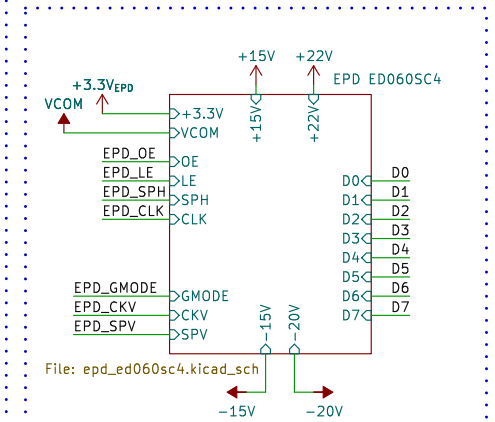 +15V +22V
EPD ED060SC4
+3.3VEPD
VCOM
+3.3V
+15V
+22V
VCOM
EPD_OE OE
EPD_LE LE
EPD_SPH SPH
EPD_CLK CLK
D0 D0
D1 D1
D2 D2
D3 D3
D4 D4
D5 D5
D6 D6
D7 D7
EPD_GMODE GMODE
EPD_CKV CKV
EPD_SPV SPV
-15V
-20V
File: epd_ed060sc4.kicad_sch
-15V -20V